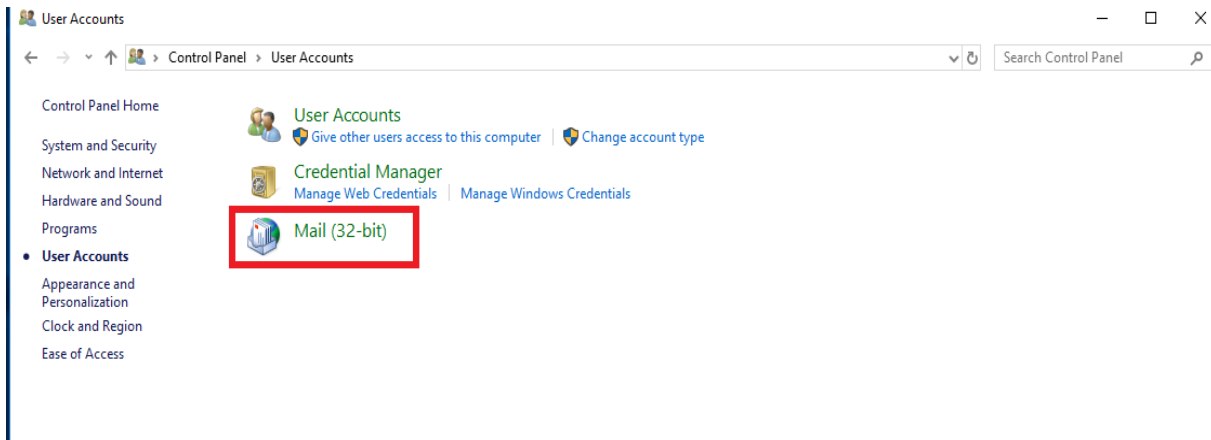 User Accounts
Control Panel > User Accounts
Search Control Panel
Control Panel Home
System and Security
Network and Internet
Hardware and Sound
Programs
User Accounts
Appearance and
Personalization
Clock and Region
Ease of Access
User Accounts
Give other users access to this computer
Change account type
Credential Manager
Manage Web Credentials
Manage Windows Credentials
Mail (32-bit)